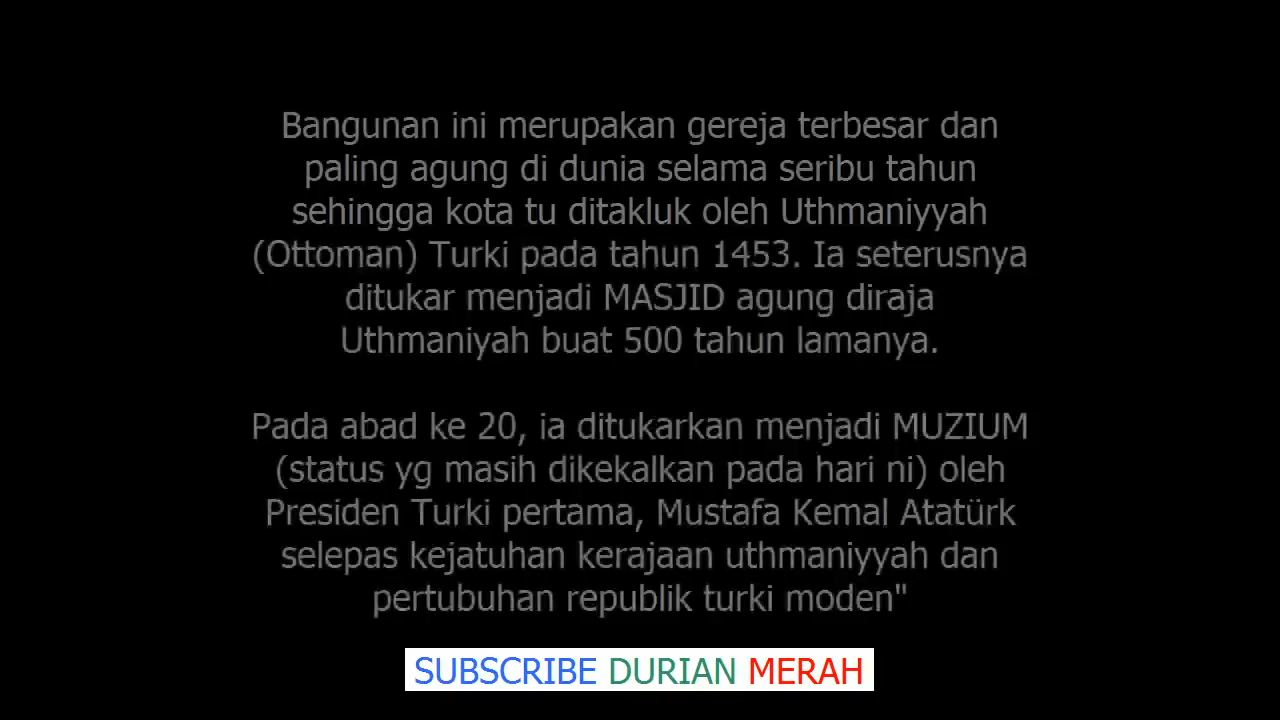 Bangunan ini merupakan gereja terbesar dan
paling agung di dunia selama seribu tahun
sehingga kota tu ditakluk oleh Uthmaniyyah
(Ottoman) Turki pada tahun 1453. Ia seterusnya
ditukar menjadi MASJID agung diraja
Uthmaniyah buat 500 tahun lamanya.
Pada abad ke 20, ia ditukarkan menjadi MUZIUM
(status yg masih dikekalkan pada hari ni) oleh
Presiden Turki pertama, Mustafa Kemal Atatürk
selepas kejatuhan kerajaan uthmaniyyah dan
pertubuhan republik turki moden"
SUBSCRIBE DURIAN MERAH